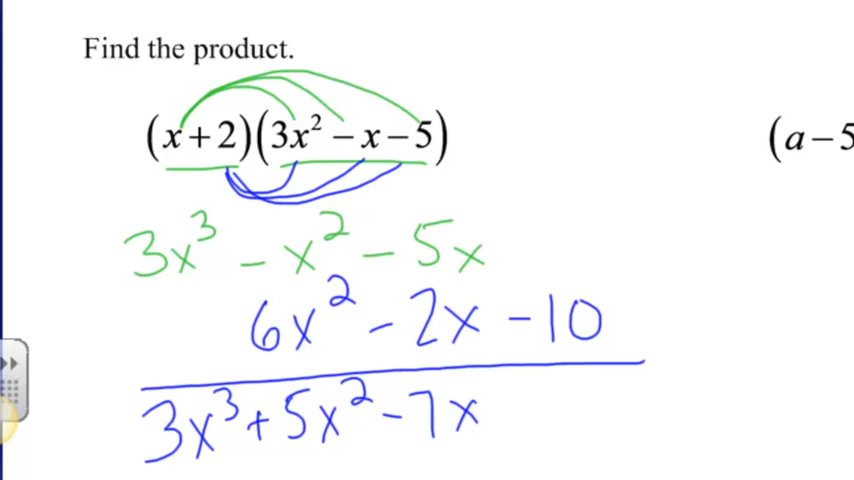 Find the product.
(x+2)(3x²−x−5)
(a−5
3x³ − x² − 5x
6x² − 2x − 10
3x³ + 5x² − 7x